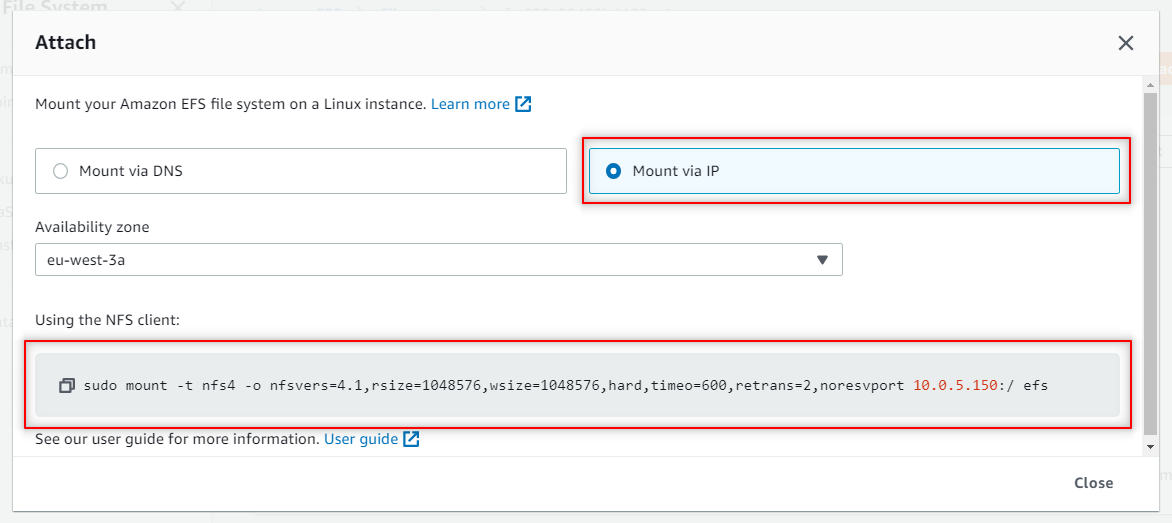 File System
Attach
Mount your Amazon EFS file system on a Linux instance. Learn more
Mount via DNS
Mount via IP
Availability zone
eu-west-3a
Using the NFS client:
sudo mount -t nfs4 -o nfsvers=4.1,rsize=1048576,wsize=1048576,hard,timeo=600,retrans=2,noresvport 10.0.5.150:/ efs
See our user guide for more information. User guide
Close